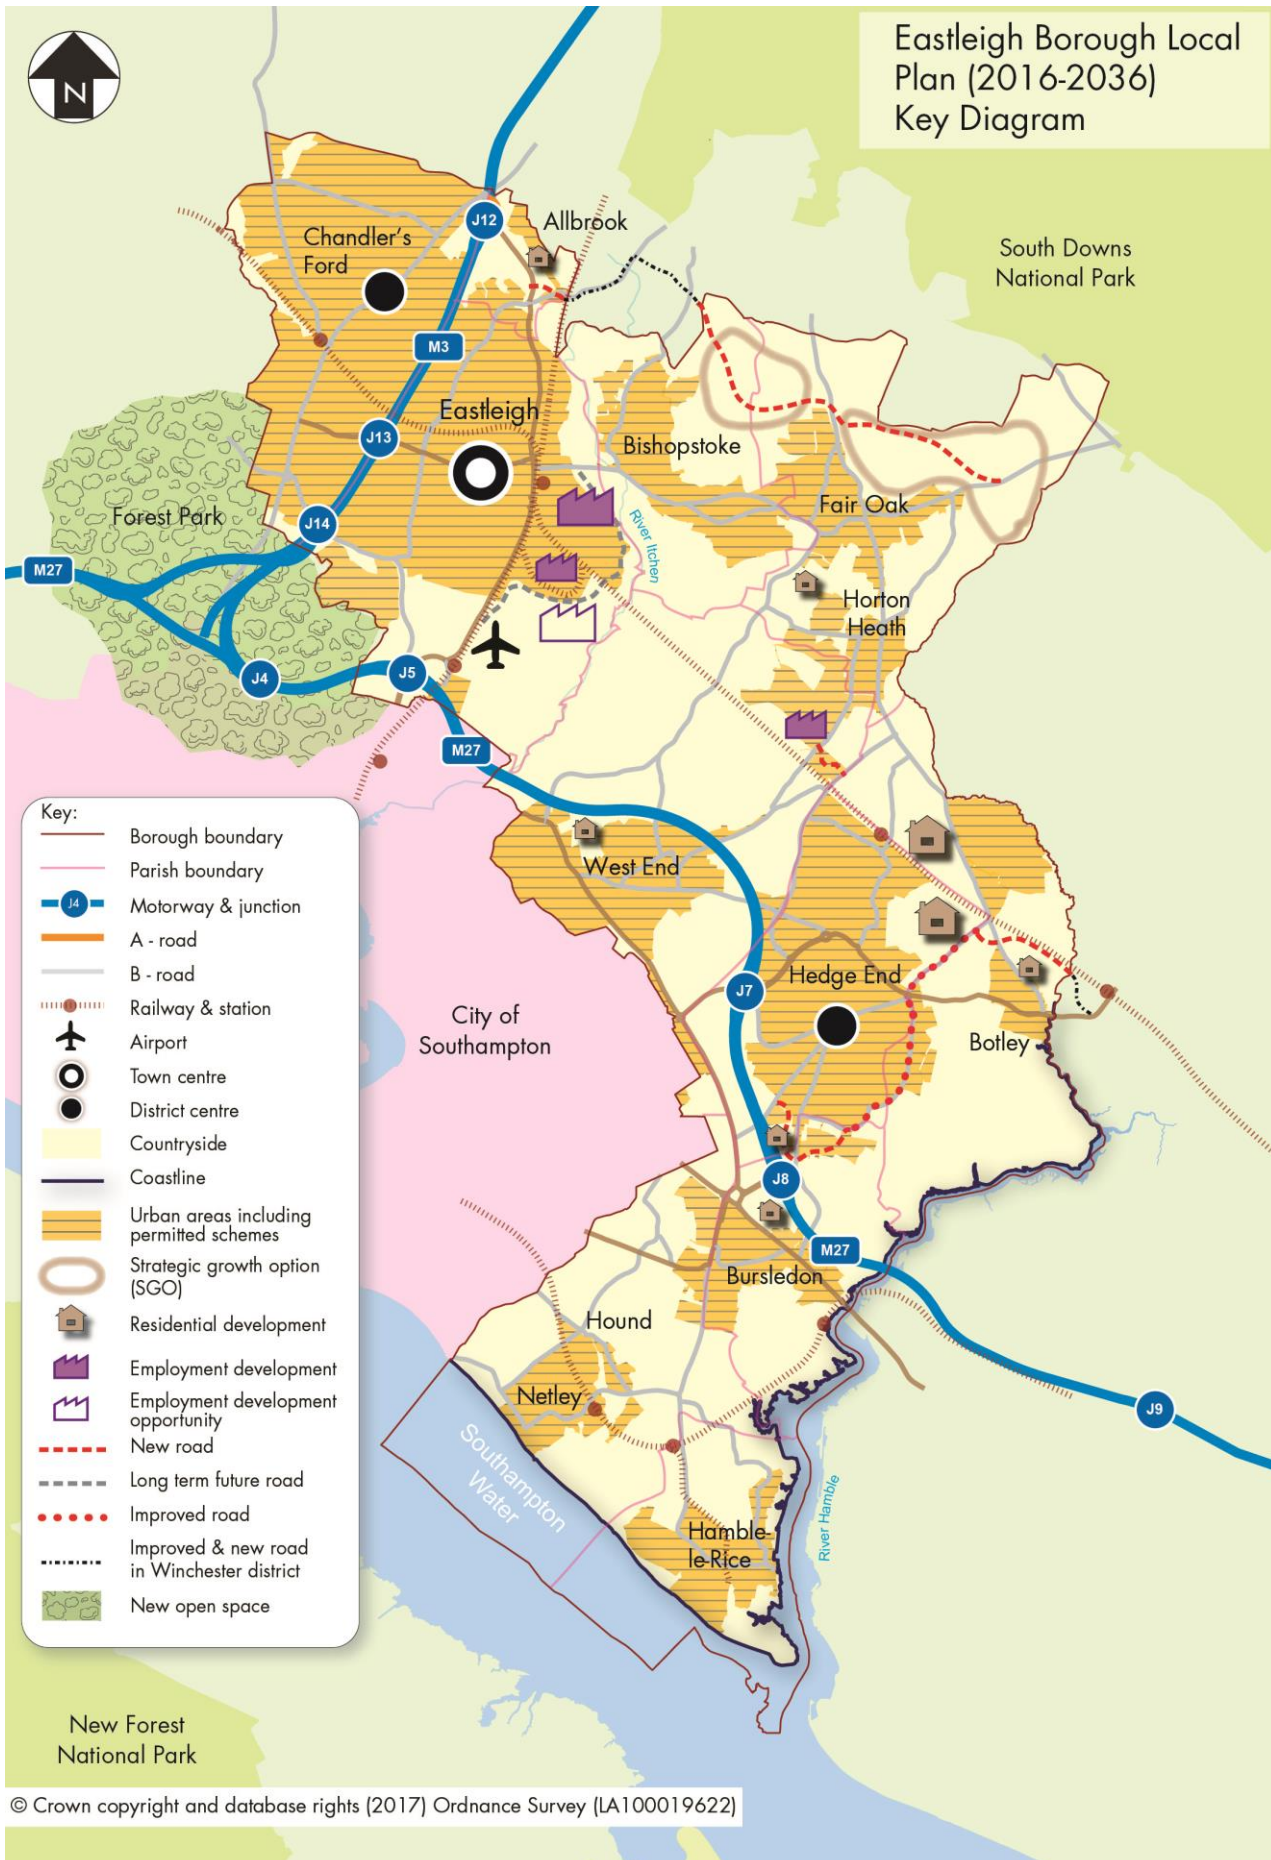 Eastleigh Borough Local
Plan (2016-2036)
Key Diagram
N
J12
Allbrook
Chandler's
Ford
South Downs
National Park
M3
Eastleigh
J13
Bishopstoke
Fair Oak
Forest Park
J14
River Itchen
M27
Horton
Heath
J4
J5
M27
West End
J7
Hedge End
City of
Southampton
Botley
J8
M27
Bursledon
Hound
Netley
J9
Southampton
Water
River Hamble
Hamble-
le-Rice
Key:
Borough boundary
Parish boundary
J4
Motorway & junction
A - road
B - road
Railway & station
Airport
Town centre
District centre
Countryside
Coastline
Urban areas including
permitted schemes
Strategic growth option
(SGO)
Residential development
Employment development
Employment development
opportunity
New road
Long term future road
Improved road
Improved & new road
in Winchester district
New open space
New Forest
National Park
© Crown copyright and database rights (2017) Ordnance Survey (LA100019622)